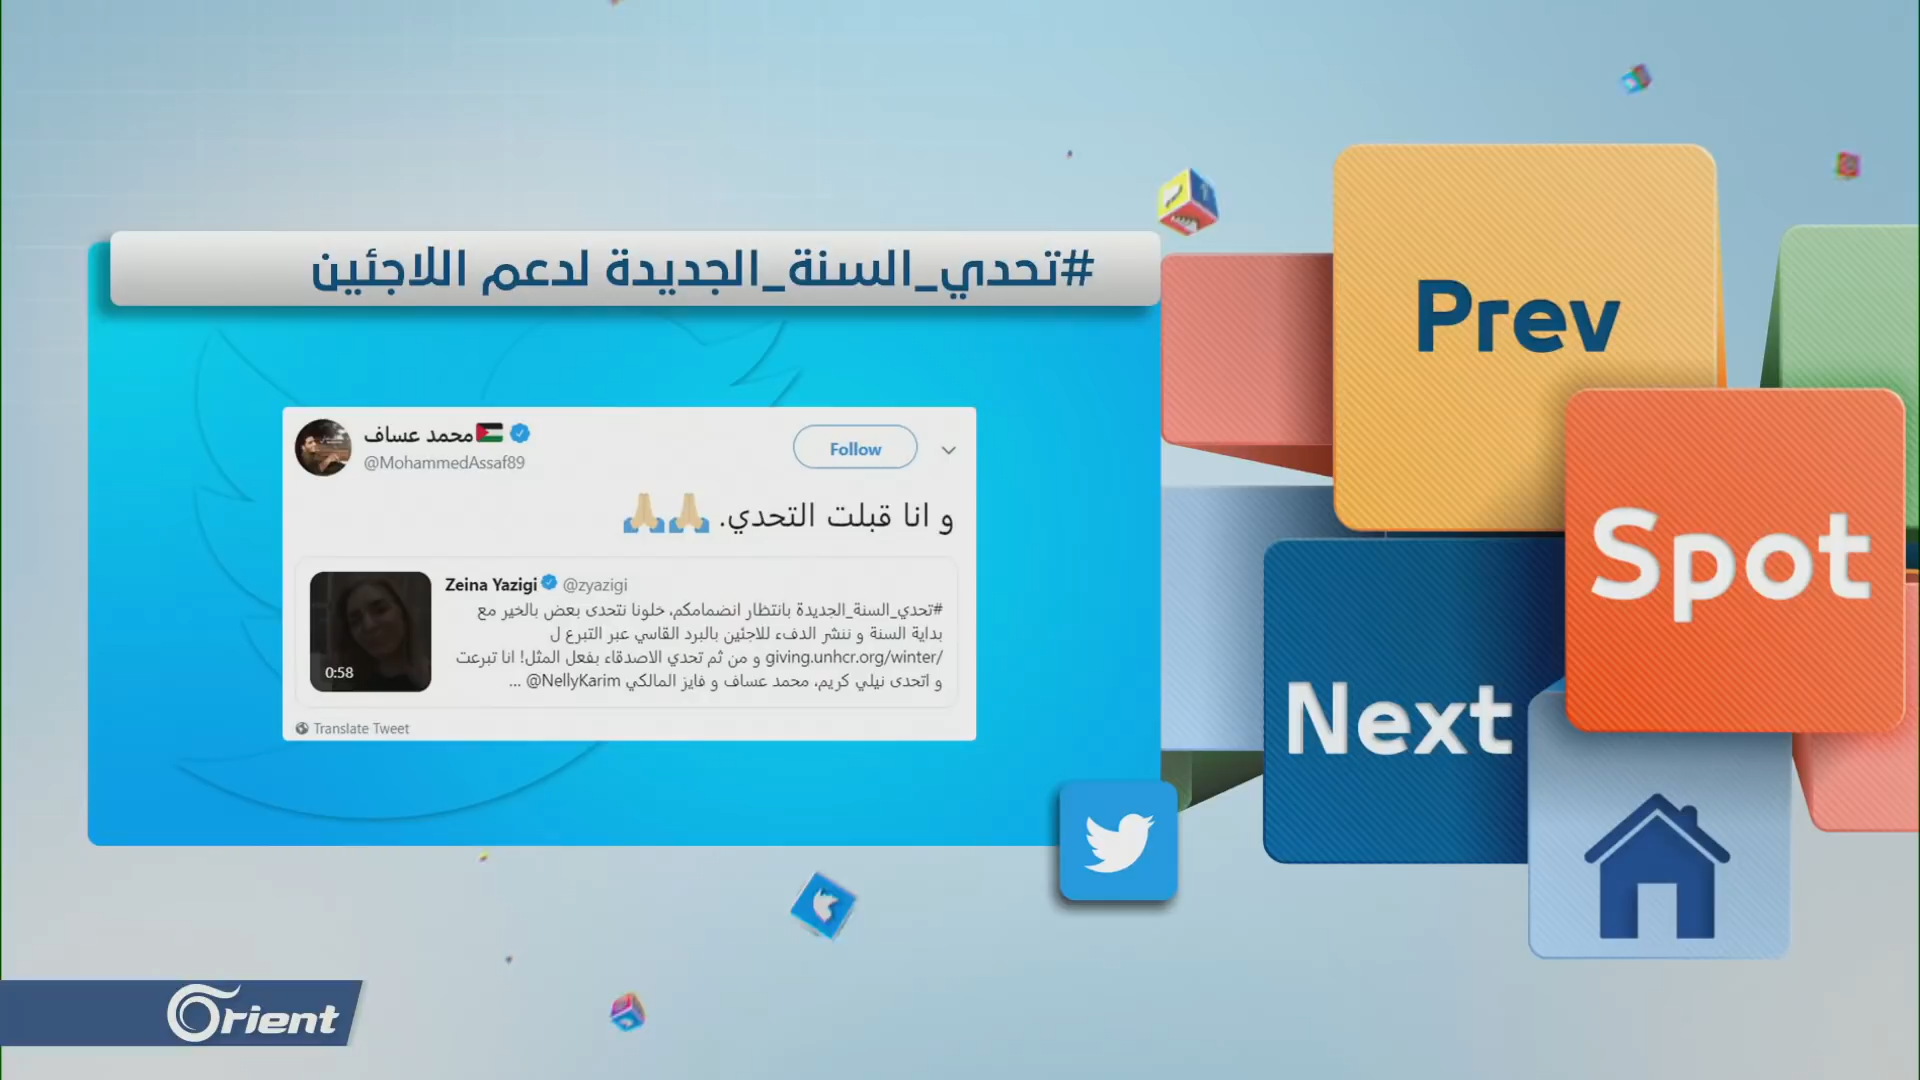 #تحدي_السنة_الجديدة لدعم اللاجئين
محمد عساف
@MohammedAssaf89
Follow
و انا قبلت التحدي.
Zeina Yazigi @zyazigi
#تحدي_السنة_الجديدة بانتظار انضمامكم، خلونا نتحدى بعض بالخير مع
بداية السنة و ننشر الدفء للاجئين بالبرد القاسي عبر التبرع ل
giving.unhcr.org/winter/ و من ثم تحدي الاصدقاء بفعل المثل! انا تبرعت
و اتحدى نيلي كريم، محمد عساف و فايز المالكي @NellyKarim ...
0:58
Translate Tweet
Prev
Spot
Next
Orient